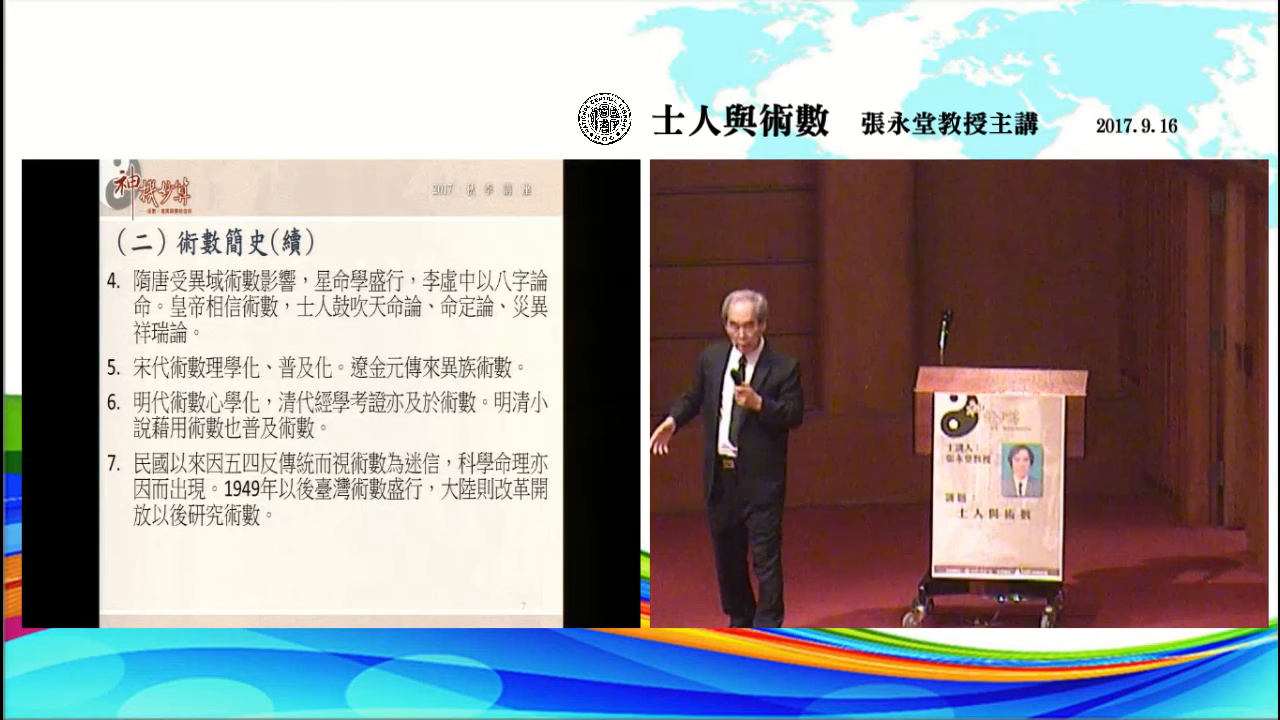 士人與術數 張永堂教授主講 2017.9.16
神機妙算
2017 秋季講座
（二）術數簡史(續)
4. 隋唐受異域術數影響，星命學盛行，李虛中以八字論
命。皇帝相信術數，士人鼓吹天命論、命定論、災異
祥瑞論。
5. 宋代術數理學化、普及化。遼金元傳來異族術數。
6. 明代術數心學化，清代經學考證亦及於術數。明清小
說藉用術數也普及術數。
7. 民國以來因五四反傳統而視術數為迷信，科學命理亦
因而出現。1949年以後臺灣術數盛行，大陸則改革開
放以後研究術數。
7
主講人：
張永堂教授
講題：
士人與術數